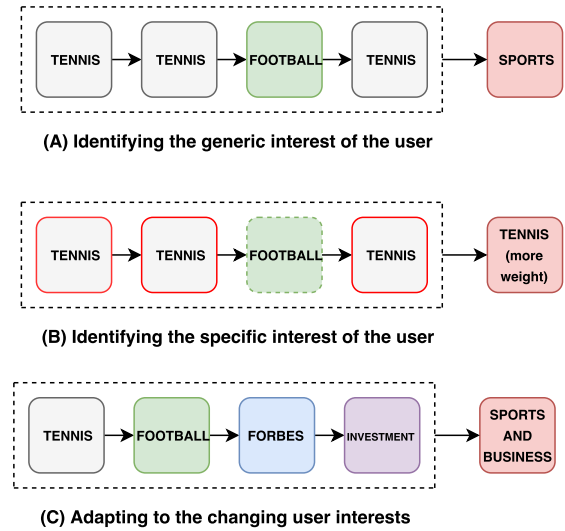 TENNIS TENNIS FOOTBALL TENNIS SPORTS
(A) Identifying the generic interest of the user
TENNIS TENNIS FOOTBALL TENNIS TENNIS
(more
weight)
(B) Identifying the specific interest of the user
TENNIS FOOTBALL FORBES INVESTMENT SPORTS
AND
BUSINESS
(C) Adapting to the changing user interests